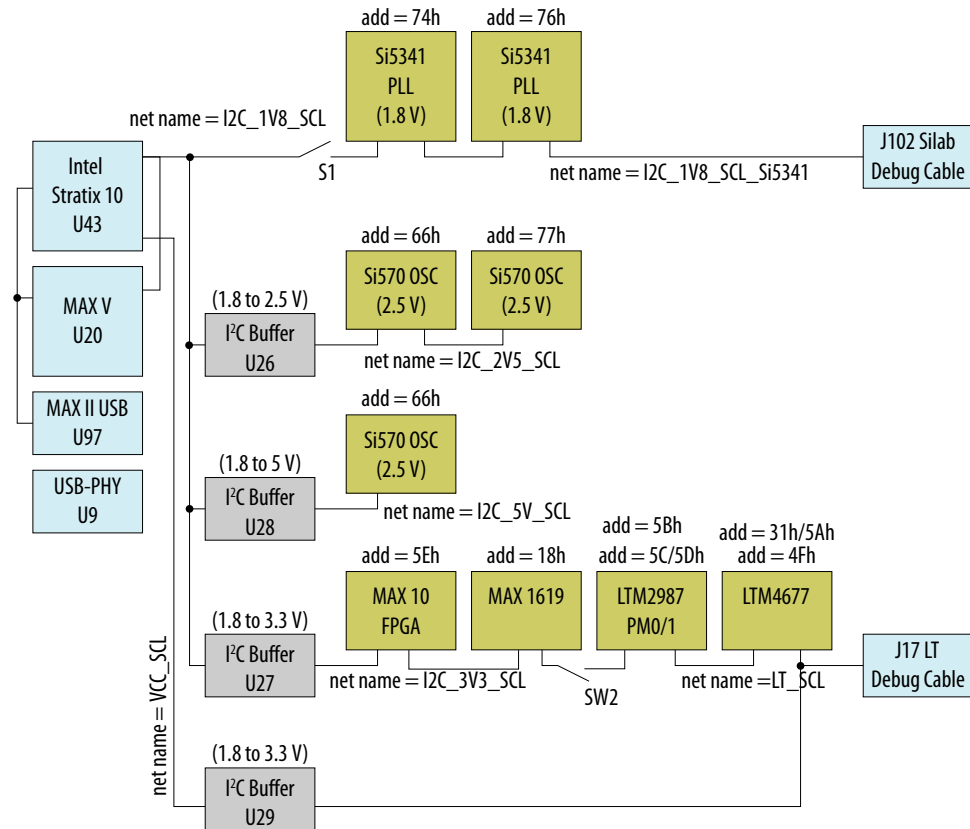 add = 74h
add = 76h
Si5341
PLL
(1.8 V)
Si5341
PLL
(1.8 V)
net name = I2C_1V8_SCL
S1
net name = I2C_1V8_SCL_Si5341
J102 Silab
Debug Cable
Intel
Stratix 10
U43
MAX V
U20
MAX II USB
U97
USB-PHY
U9
add = 66h
add = 77h
Si570 OSC
(2.5 V)
Si570 OSC
(2.5 V)
(1.8 to 2.5 V)
I²C Buffer
U26
net name = I2C_2V5_SCL
add = 66h
Si570 OSC
(2.5 V)
(1.8 to 5 V)
I²C Buffer
U28
net name = I2C_5V_SCL
add = 5Eh
add = 18h
add = 5Bh
add = 5C/5Dh
add = 31h/5Ah
add = 4Fh
MAX 10
FPGA
MAX 1619
LTM2987
PM0/1
LTM4677
(1.8 to 3.3 V)
I²C Buffer
U27
net name = I2C_3V3_SCL
SW2
net name =LT_SCL
J17 LT
Debug Cable
net name = VCC_SCL
(1.8 to 3.3 V)
I²C Buffer
U29